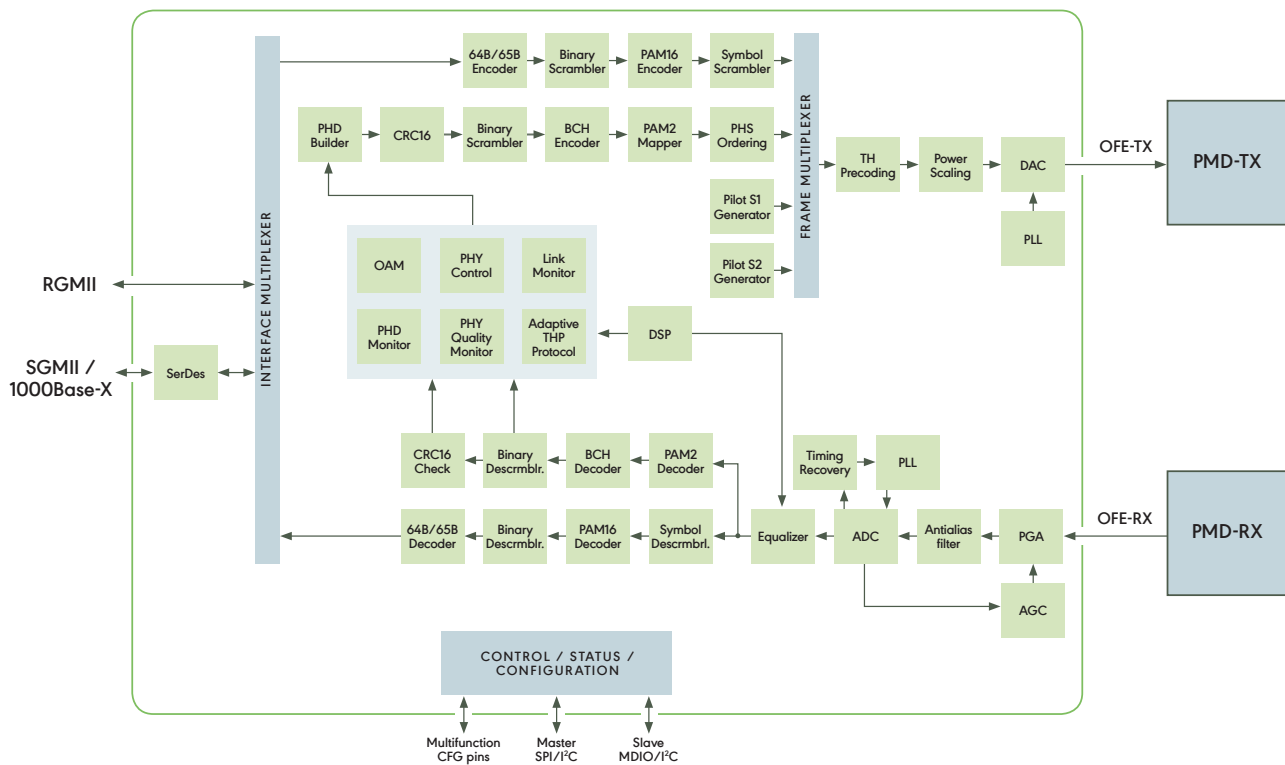 64B/65B
Encoder
Binary
Scrambler
PAM16
Encoder
Symbol
Scrambler
PHD
Builder
CRC16
Binary
Scrambler
BCH
Encoder
PAM2
Mapper
PHS
Ordering
INTERFACE MULTIPLEXER
FRAME MULTIPLEXER
TH
Precoding
Power
Scaling
DAC
OFE-TX
PMD-TX
Pilot S1
Generator
PLL
Pilot S2
Generator
OAM
PHY
Control
Link
Monitor
RGMII
PHD
Monitor
PHY
Quality
Monitor
Adaptive
THP
Protocol
DSP
SGMII /
1000Base-X
SerDes
CRC16
Check
Binary
Descrmblr.
BCH
Decoder
PAM2
Decoder
Timing
Recovery
PLL
64B/65B
Decoder
Binary
Descrmblr.
PAM16
Decoder
Symbol
Descrmbrl.
Equalizer
ADC
Antialias
filter
PGA
OFE-RX
PMD-RX
AGC
CONTROL / STATUS /
CONFIGURATION
Multifunction
CFG pins
Master
SPI/I²C
Slave
MDIO/I²C